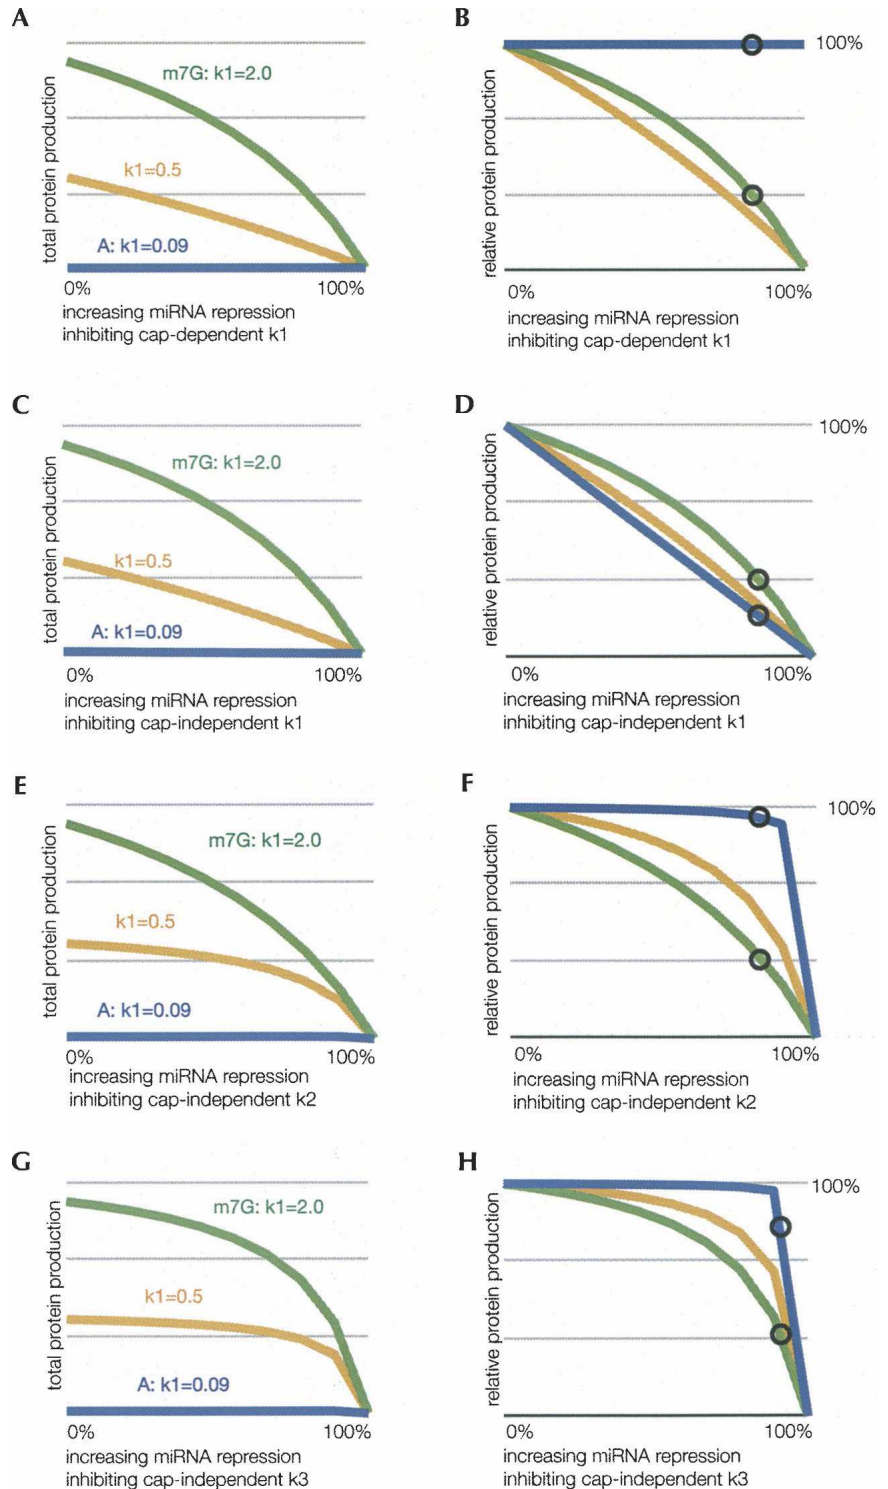 A
total protein production
m7G: k1=2.0
k1=0.5
A: k1=0.09
0%
100%
increasing miRNA repression
inhibiting cap-dependent k1
B
relative protein production
100%
0%
100%
increasing miRNA repression
inhibiting cap-dependent k1
C
total protein production
m7G: k1=2.0
k1=0.5
A: k1=0.09
0%
100%
increasing miRNA repression
inhibiting cap-independent k1
D
relative protein production
100%
0%
100%
increasing miRNA repression
inhibiting cap-independent k1
E
total protein production
m7G: k1=2.0
k1=0.5
A: k1=0.09
0%
100%
increasing miRNA repression
inhibiting cap-independent k2
F
relative protein production
100%
0%
100%
increasing miRNA repression
inhibiting cap-independent k2
G
total protein production
m7G: k1=2.0
k1=0.5
A: k1=0.09
0%
100%
increasing miRNA repression
inhibiting cap-independent k3
H
relative protein production
100%
0%
100%
increasing miRNA repression
inhibiting cap-independent k3